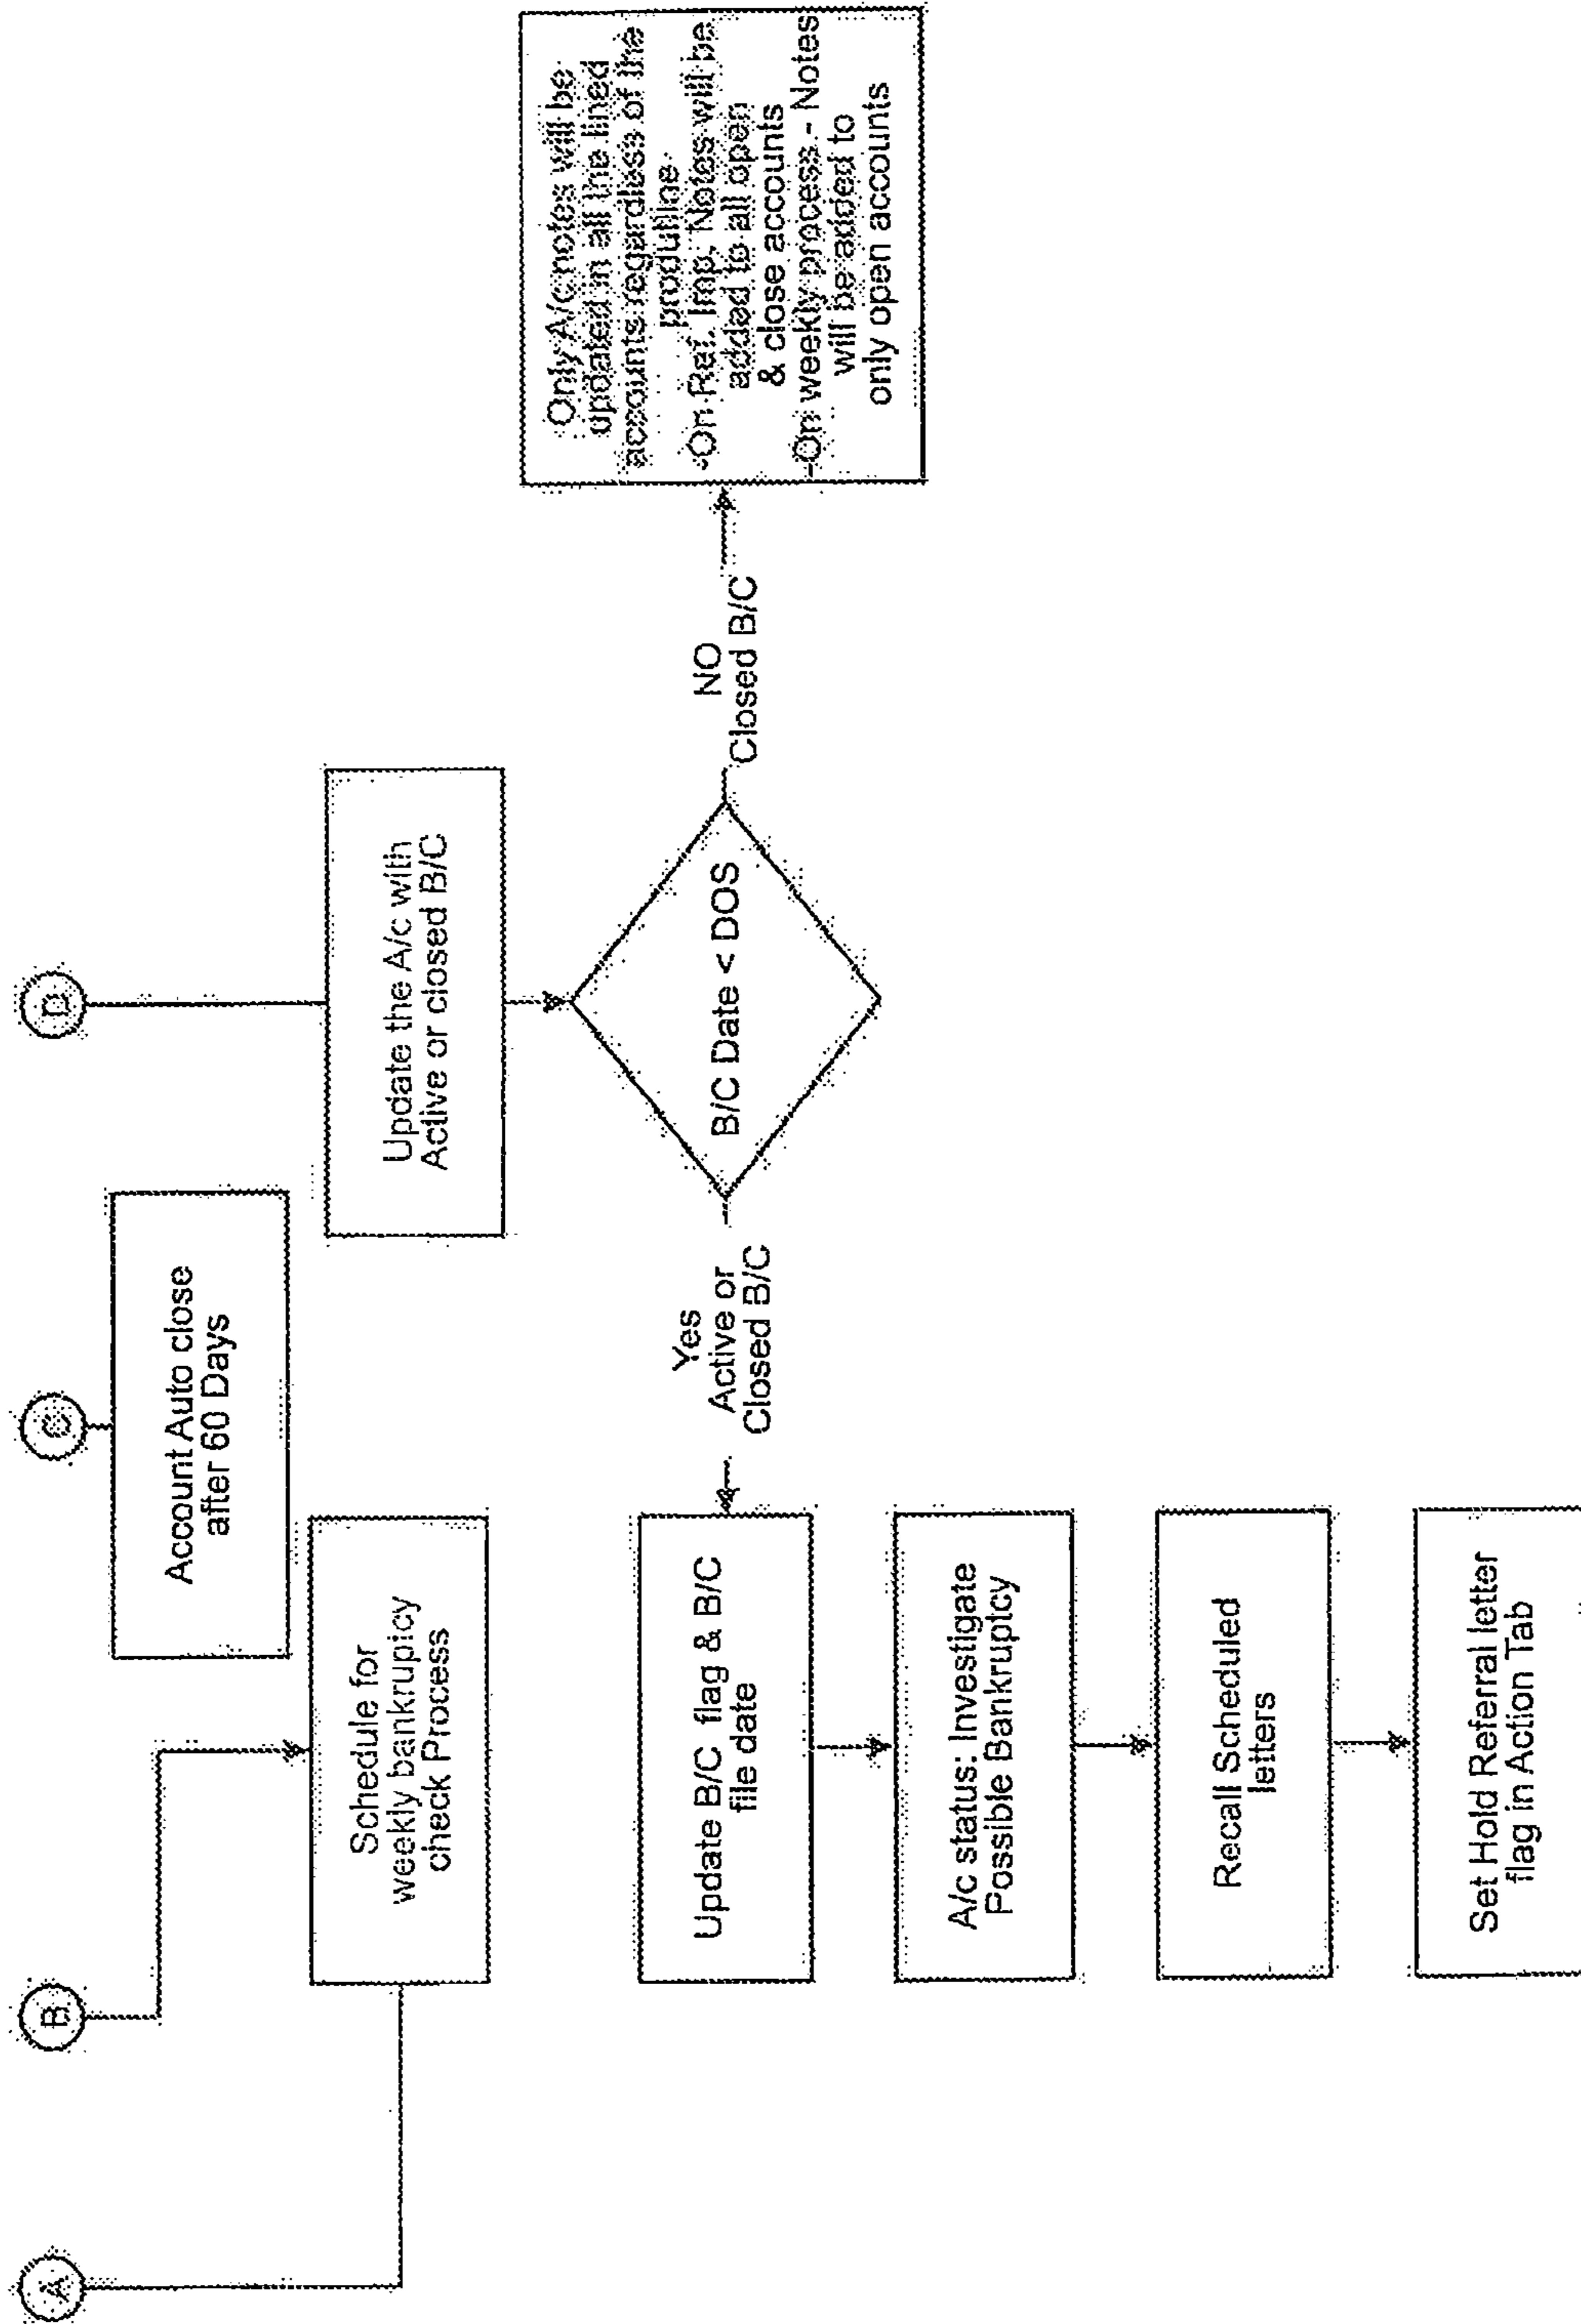 A
B
C
D
Account Auto close
after 60 Days
Schedule for
weekly bankruptcy
check Process
Update the A/c with
Active or closed B/C
B/C Date < DOS
Yes
Active or
Closed B/C
NO
Closed B/C
Only A/c notes will be
updated in all the lined
accounts regardless of the
produline
-On Ref. Imp. Notes will be
added to all open
& close accounts
-On weekly process - Notes
will be added to
only open accounts
Update B/C flag & B/C
file date
A/c status: Investigate
Possible Bankruptcy
Recall Scheduled
letters
Set Hold Referral letter
flag in Action Tab